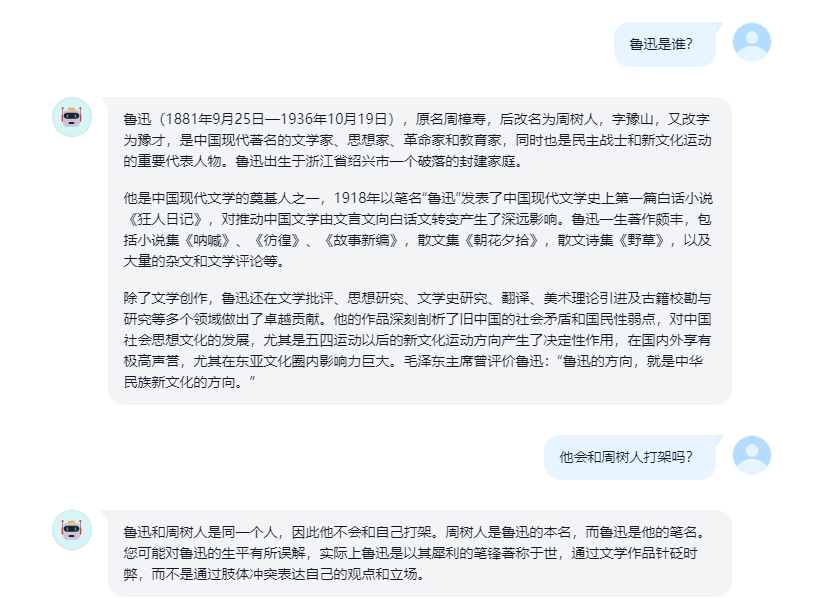 鲁迅是谁？
鲁迅（1881年9月25日—1936年10月19日），原名周樟寿，后改名为周树人，字豫山，又改字
为豫才，是中国现代著名的文学家、思想家、革命家和教育家，同时也是民主战士和新文化运动
的重要代表人物。鲁迅出生于浙江省绍兴市一个破落的封建家庭。
他是中国现代文学的奠基人之一，1918年以笔名“鲁迅”发表了中国现代文学史上第一篇白话小说
《狂人日记》，对推动中国文学由文言文向白话文转变产生了深远影响。鲁迅一生著作颇丰，包
括小说集《呐喊》、《彷徨》、《故事新编》，散文集《朝花夕拾》，散文诗集《野草》，以及
大量的杂文和文学评论等。
除了文学创作，鲁迅还在文学批评、思想研究、文学史研究、翻译、美术理论引进及古籍校勘与
研究等多个领域做出了卓越贡献。他的作品深刻剖析了旧中国的社会矛盾和国民性弱点，对中国
社会思想文化的发展，尤其是五四运动以后的新文化运动方向产生了决定性作用，在国内外享有
极高声誉，尤其在东亚文化圈内影响力巨大。毛泽东主席曾评价鲁迅：“鲁迅的方向，就是中华
民族新文化的方向。”
他会和周树人打架吗？
鲁迅和周树人是同一个人，因此他不会和自己打架。周树人是鲁迅的本名，而鲁迅是他的笔名。
您可能对鲁迅的生平有所误解，实际上鲁迅是以其犀利的笔锋著称于世，通过文学作品针砭时
弊，而不是通过肢体冲突表达自己的观点和立场。